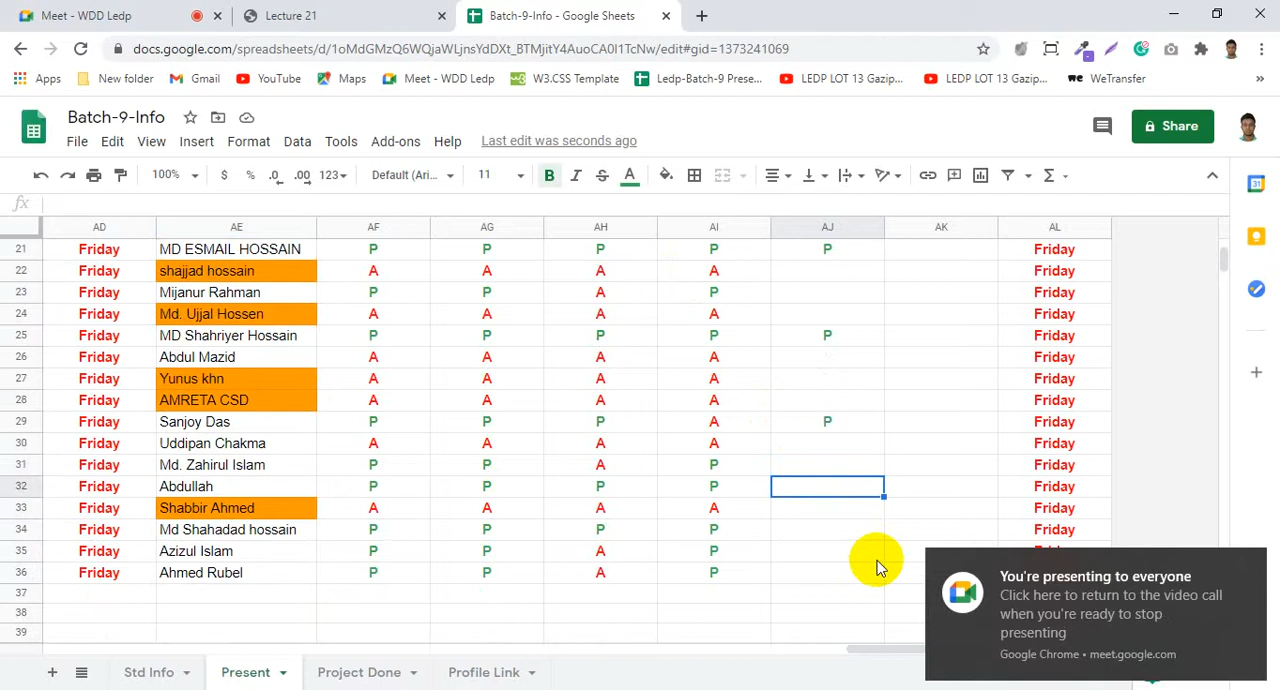 Meet - WDD Ledp
Lecture 21
Batch-9-Info - Google Sheets
docs.google.com/spreadsheets/d/1oMdGMzQ6WQjaWLjnsYdDXt_BTMjitY4AuoCA0I1TcNw/edit#gid=1373241069
Apps New folder Gmail YouTube Maps Meet - WDD Ledp W3.CSS Template Ledp-Batch-9 Prese... LEDP LOT 13 Gazip... LEDP LOT 13 Gazip... WeTransfer »
Batch-9-Info
Share
File Edit View Insert Format Data Tools Add-ons Help Last edit was seconds ago
100% $ % .0 .00 123 Default (Ari... 11 B I S A Σ
fx
AD AE AF AG AH AI AJ AK AL
21 Friday MD ESMAIL HOSSAIN P P P P P Friday
22 Friday shajjad hossain A A A A Friday
23 Friday Mijanur Rahman P P A P Friday
24 Friday Md. Ujjal Hossen A A A A Friday
25 Friday MD Shahriyer Hossain P P P P P Friday
26 Friday Abdul Mazid A A A A Friday
27 Friday Yunus khn A A A A Friday
28 Friday AMRETA CSD A A A A Friday
29 Friday Sanjoy Das P P P A P Friday
30 Friday Uddipan Chakma A A A A Friday
31 Friday Md. Zahirul Islam P P A P Friday
32 Friday Abdullah P P P P Friday
33 Friday Shabbir Ahmed A A A A Friday
34 Friday Md Shahadad hossain P P P P Friday
35 Friday Azizul Islam P P A P
36 Friday Ahmed Rubel P P A P
37
38
39
You're presenting to everyone
Click here to return to the video call
when you're ready to stop
presenting
Google Chrome • meet.google.com
Std Info Present Project Done Profile Link
31